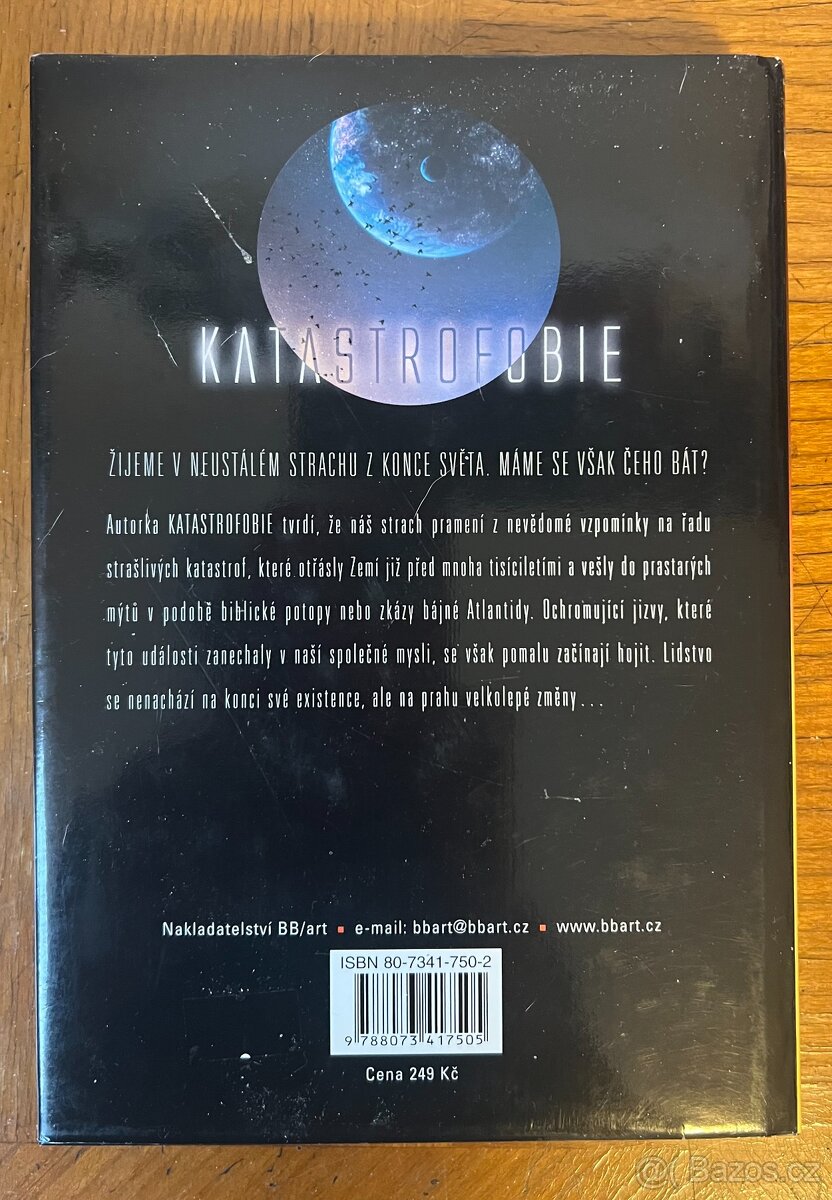 KATASTROFOBIE
ŽIJEME V NEUSTÁLÉM STRACHU Z KONCE SVĚTA. MÁME SE VŠAK ČEHO BÁT?
Autorka KATASTROFOBIE tvrdí, že náš strach pramení z nevědomé vzpomínky na řadu
strašlivých katastrof, které otřásly Zemí již před mnoha tisíciletími a vešly do prastarých
mýtů v podobě biblické potopy nebo zkázy bájné Atlantidy. Ochromující jizvy, které
tyto události zanechaly v naší společné mysli, se však pomalu začínají hojit. Lidstvo
se nenachází na konci své existence, ale na prahu velkolepé změny...
Nakladatelství BB/art ▪ e-mail: bbart@bbart.cz ▪ www.bbart.cz
ISBN 80-7341-750-2
9 788073 417505
Cena 249 Kč
Bazos.cz